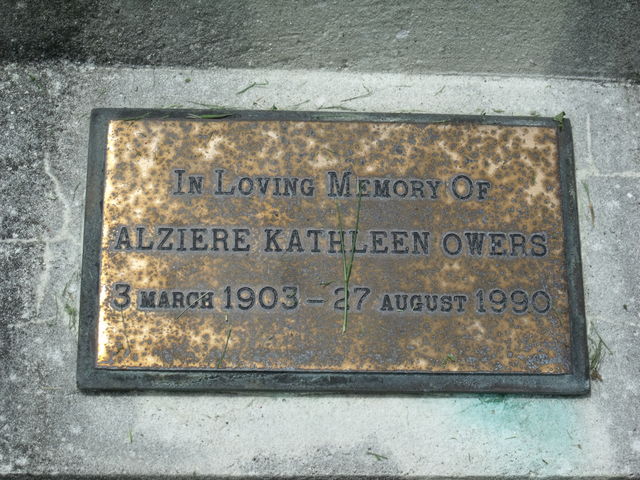 In Loving Memory Of
ALZIERE KATHLEEN OWERS
3 MARCH 1903 - 27 AUGUST 1990